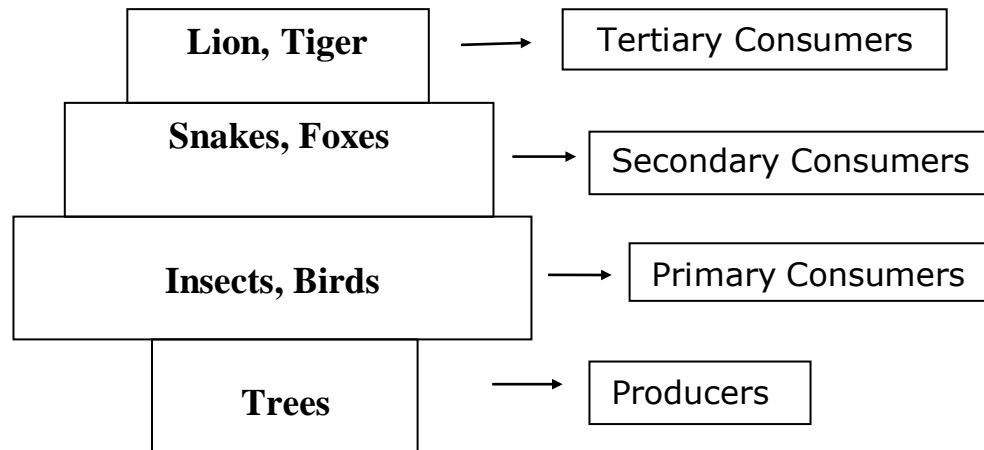 Lion, Tiger
Tertiary Consumers
Snakes, Foxes
Secondary Consumers
Insects, Birds
Primary Consumers
Trees
Producers